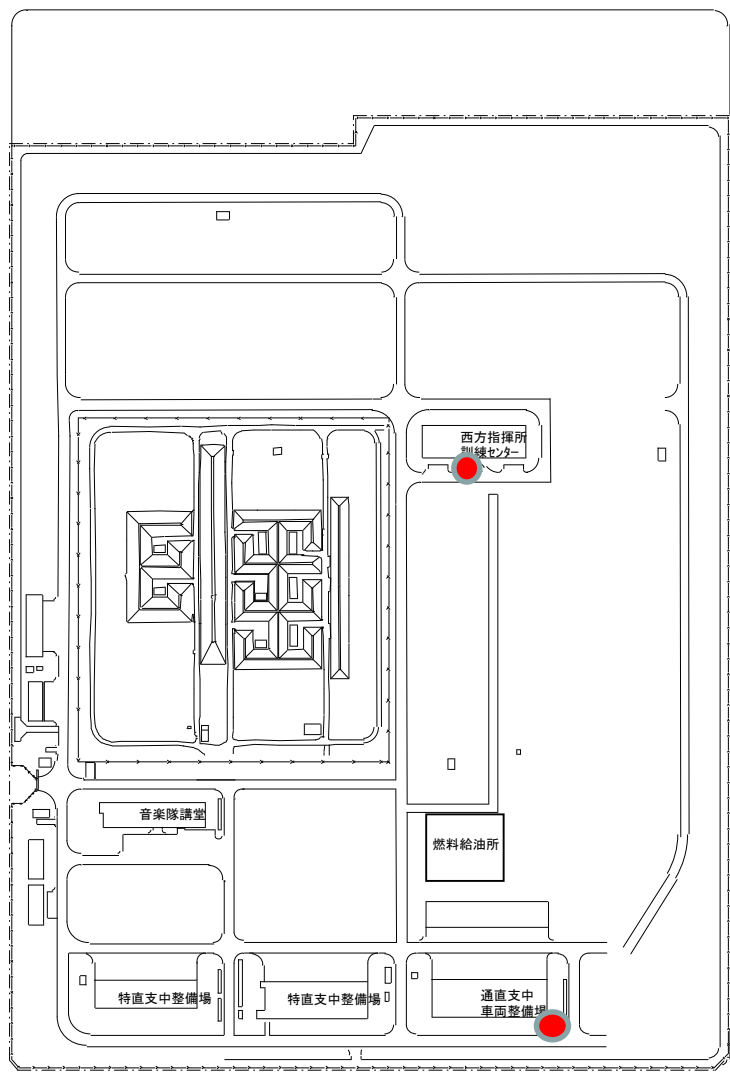 西方指揮所
訓練センター
音楽隊講堂
燃料給油所
特直支中整備場
特直支中整備場
通直支中
車両整備場